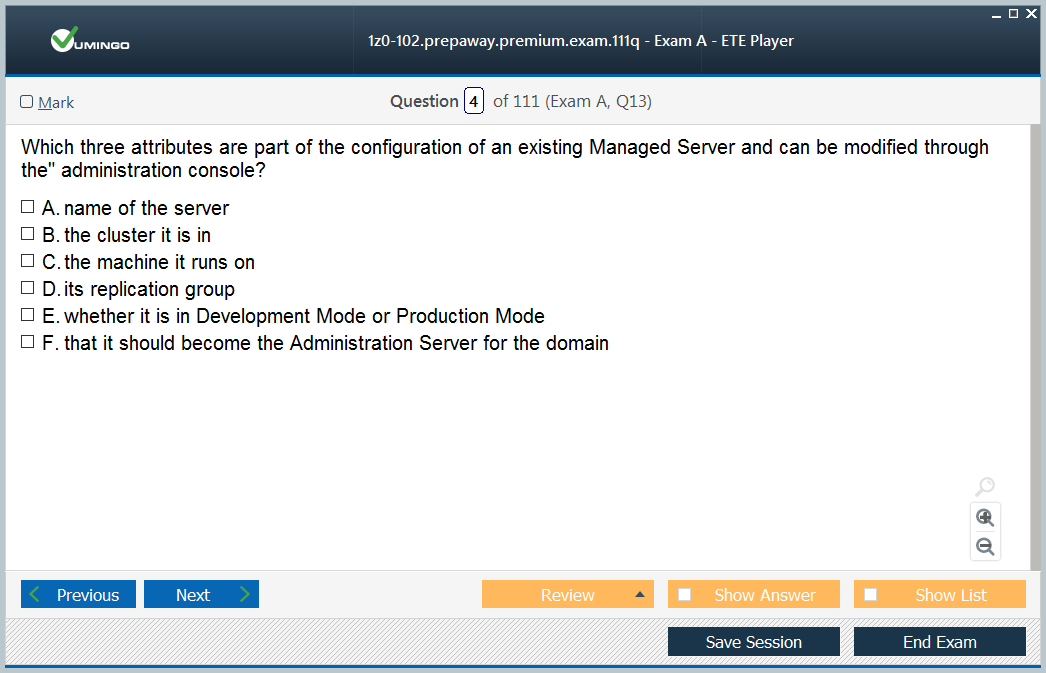 VUMINGO
1z0-102.prepaway.premium.exam.111q - Exam A - ETE Player
Mark
Question 4 of 111 (Exam A, Q13)
Which three attributes are part of the configuration of an existing Managed Server and can be modified through
the" administration console?
A. name of the server
B. the cluster it is in
C. the machine it runs on
D. its replication group
E. whether it is in Development Mode or Production Mode
F. that it should become the Administration Server for the domain
Previous
Next
Review
Show Answer
Show List
Save Session
End Exam